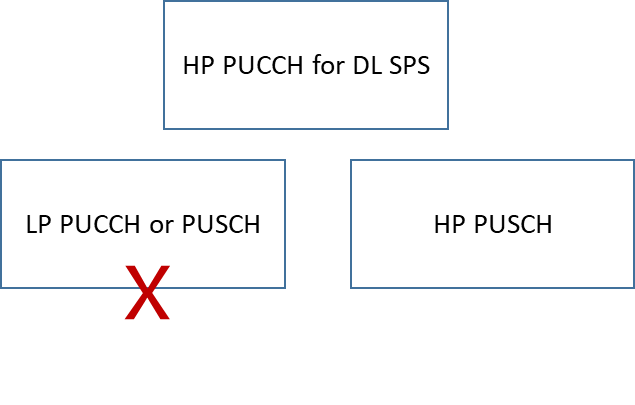 HP PUCCH for DL SPS
LP PUCCH or PUSCH
HP PUSCH
X